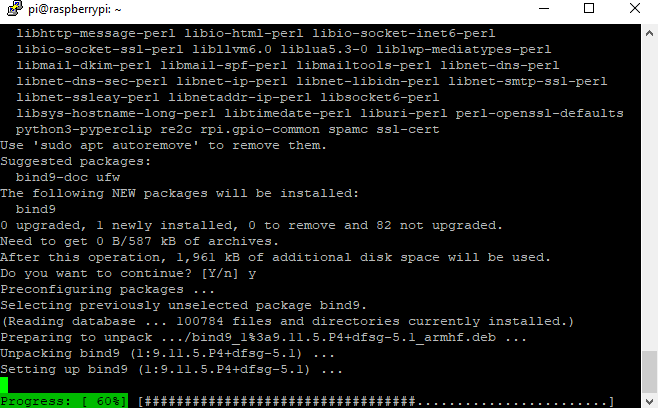 pi@raspberrypi: ~
libhttp-message-perl libio-html-perl libio-socket-inet6-perl
libio-socket-ssl-perl libllvm6.0 liblua5.3-0 liblwp-mediatypes-perl
libmail-dkim-perl libmail-spf-perl libmailtools-perl libnet-dns-perl
libnet-dns-sec-perl libnet-ip-perl libnet-libidn-perl libnet-smtp-ssl-perl
libnet-ssleay-perl libnetaddr-ip-perl libsocket6-perl
libsys-hostname-long-perl libtimedate-perl liburi-perl perl-openssl-defaults
python3-pyperclip re2c rpi.gpio-common spamc ssl-cert
Use 'sudo apt autoremove' to remove them.
Suggested packages:
bind9-doc ufw
The following NEW packages will be installed:
bind9
0 upgraded, 1 newly installed, 0 to remove and 82 not upgraded.
Need to get 0 B/587 kB of archives.
After this operation, 1,961 kB of additional disk space will be used.
Do you want to continue? [Y/n] y
Preconfiguring packages ...
Selecting previously unselected package bind9.
(Reading database ... 100784 files and directories currently installed.)
Preparing to unpack .../bind9_1%3a9.11.5.P4+dfsg-5.1_armhf.deb ...
Unpacking bind9 (1:9.11.5.P4+dfsg-5.1) ...
Setting up bind9 (1:9.11.5.P4+dfsg-5.1) ...
Progress: [ 60%] [##################################........................]